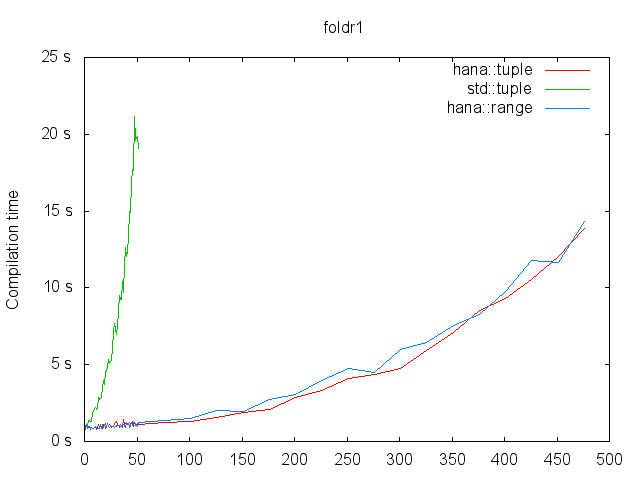 foldr1
25 s
20 s
15 s
10 s
5 s
0 s
Compilation time
hana::tuple
std::tuple
hana::range
0 50 100 150 200 250 300 350 400 450 500